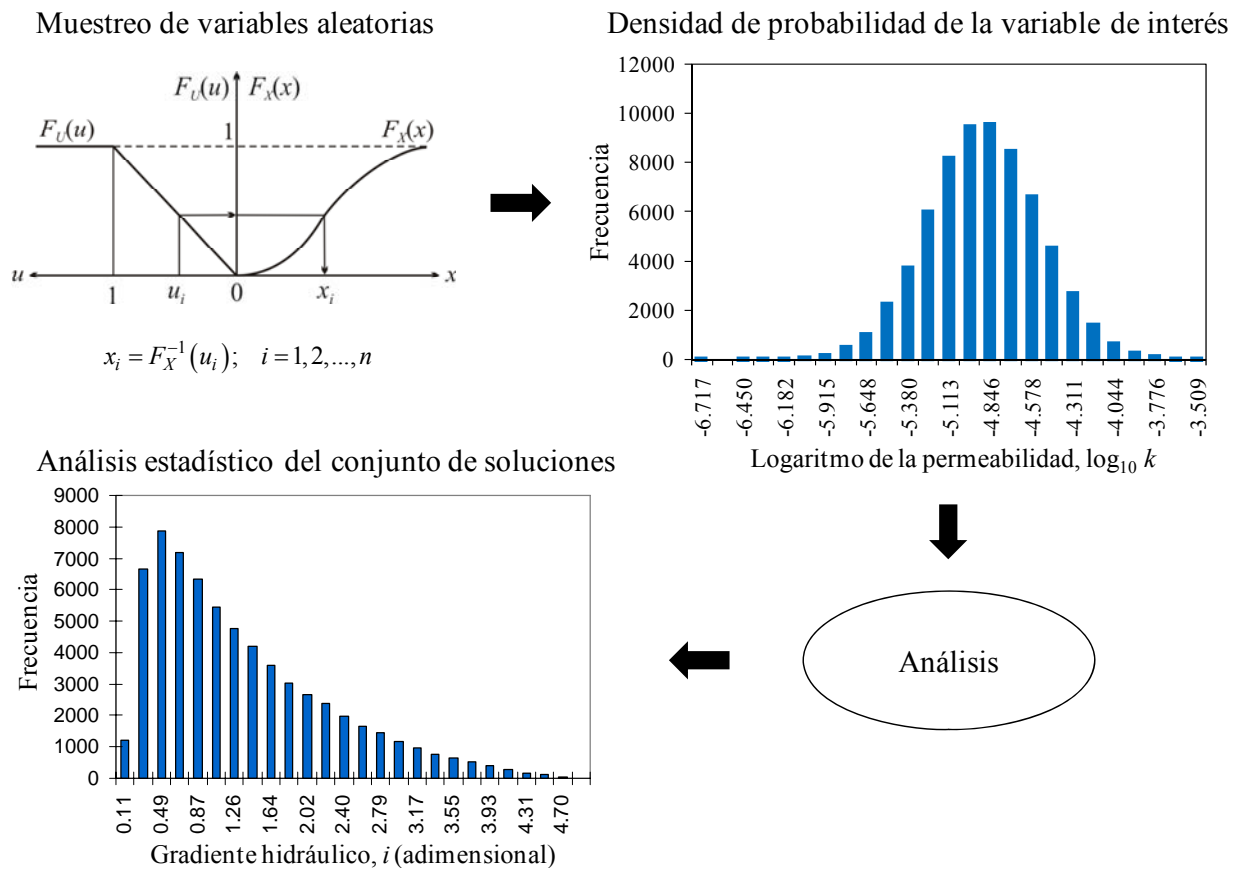 Muestreo de variables aleatorias
F_U(u) F_X(x)
F_U(u) 1 F_X(x)
u 1 u_i 0 x_i x
x_i = F_X^{-1}(u_i); i = 1,2,...,n
Densidad de probabilidad de la variable de interés
12000
10000
8000
6000
4000
2000
0
Frecuencia
-6.717 -6.450 -6.182 -5.915 -5.648 -5.380 -5.113 -4.846 -4.578 -4.311 -4.044 -3.776 -3.509
Logaritmo de la permeabilidad, log₁₀ k
Análisis
Análisis estadístico del conjunto de soluciones
9000
8000
7000
6000
5000
4000
3000
2000
1000
0
Frecuencia
0.11 0.49 0.87 1.26 1.64 2.02 2.40 2.79 3.17 3.55 3.93 4.31 4.70
Gradiente hidráulico, i (adimensional)